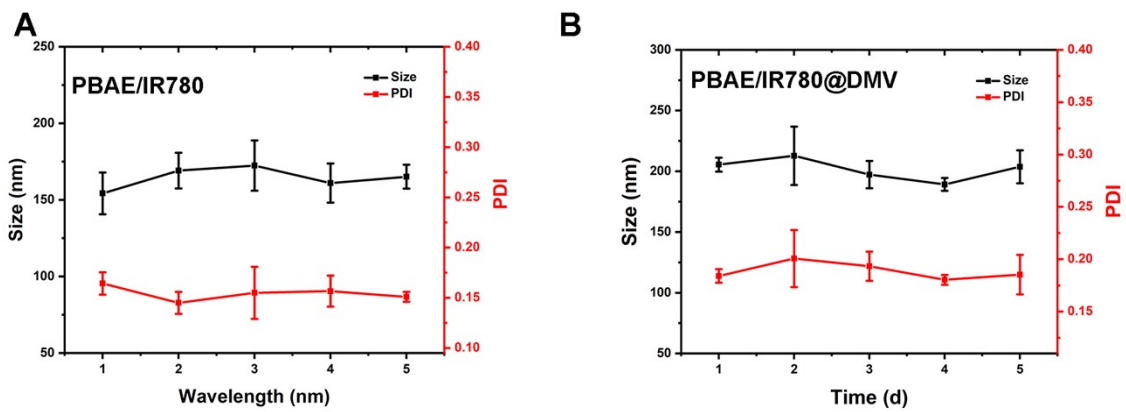 A
PBAE/IR780
Size
PDI
250
200
150
100
50
0.40
0.35
0.30
0.25
0.20
0.15
0.10
Size (nm)
PDI
1 2 3 4 5
Wavelength (nm)
B
PBAE/IR780@DMV
Size
PDI
300
250
200
150
100
50
0.40
0.35
0.30
0.25
0.20
0.15
Size (nm)
PDI
1 2 3 4 5
Time (d)